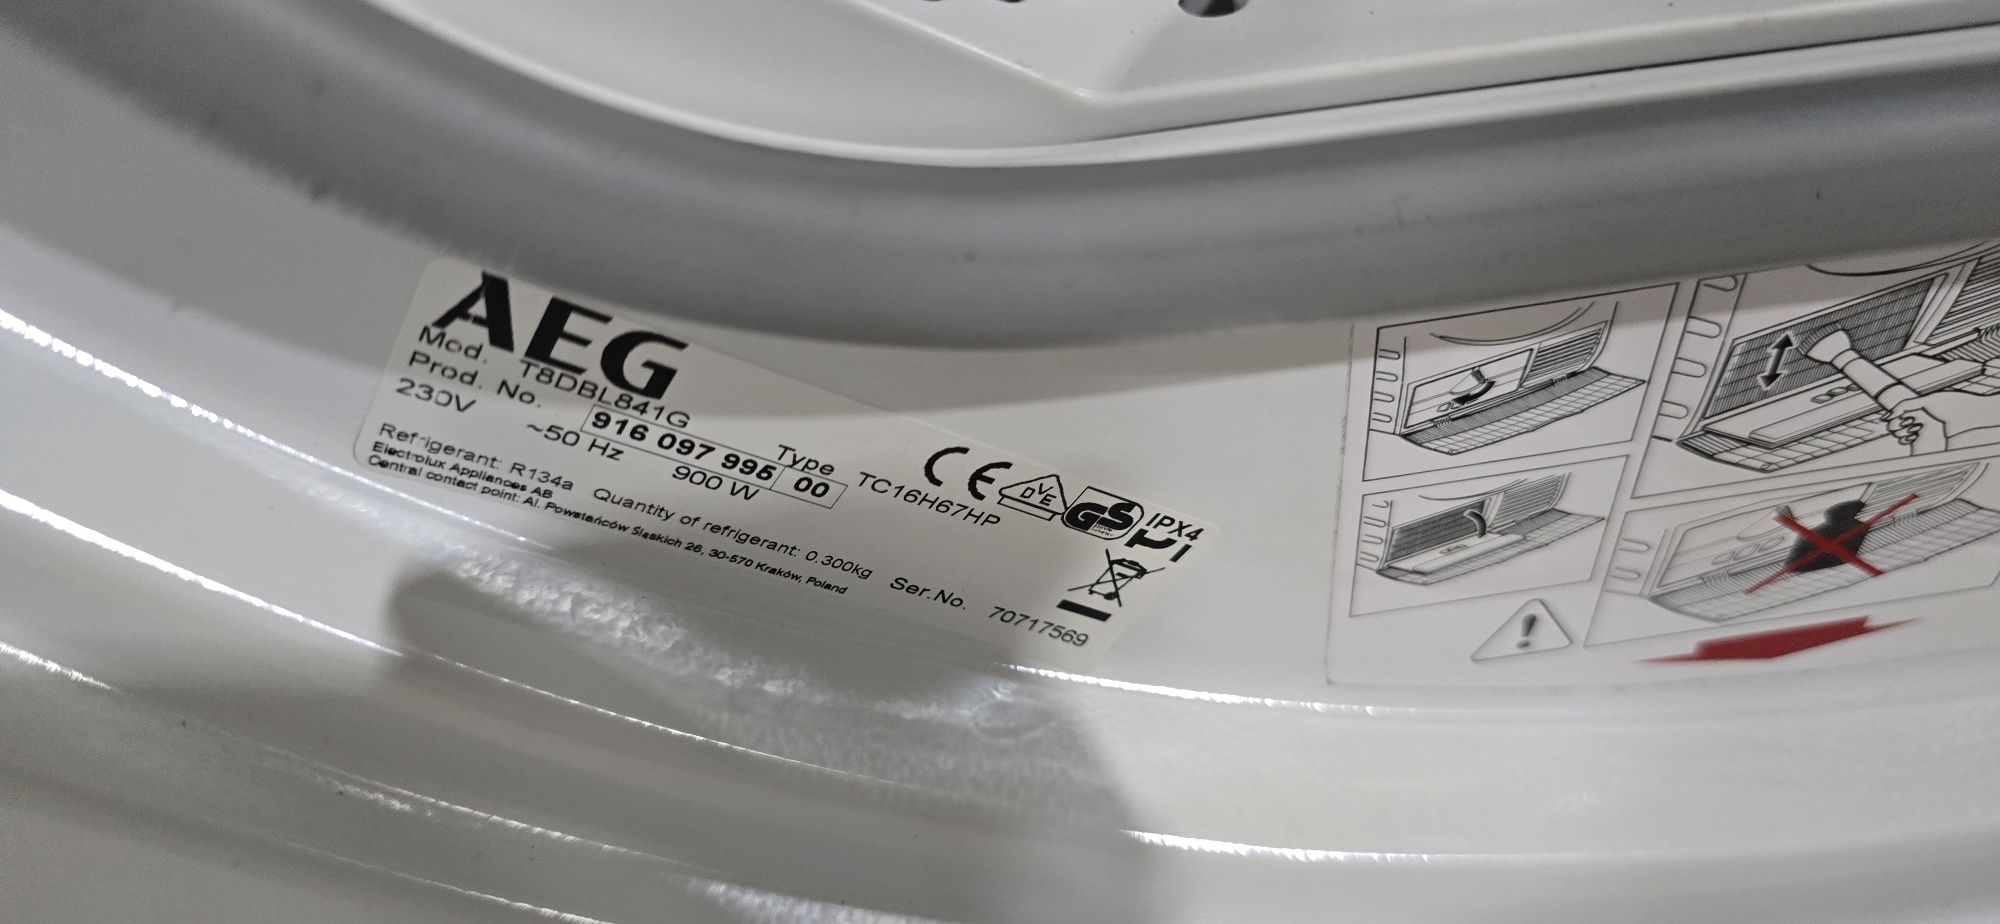 AEG
Mod. T8DBL841G
Prod. No. 916 097 995 / 00
Type TC16H67HP
230V ~50 Hz 900 W
Refrigerant: R134a Quantity of refrigerant: 0.300kg Ser.No. 70717569
Electrolux Appliances AB
Central contact point: Al. Powstańców Śląskich 26, 30-570 Kraków, Poland
CE
DVE
GS
IPX4
!